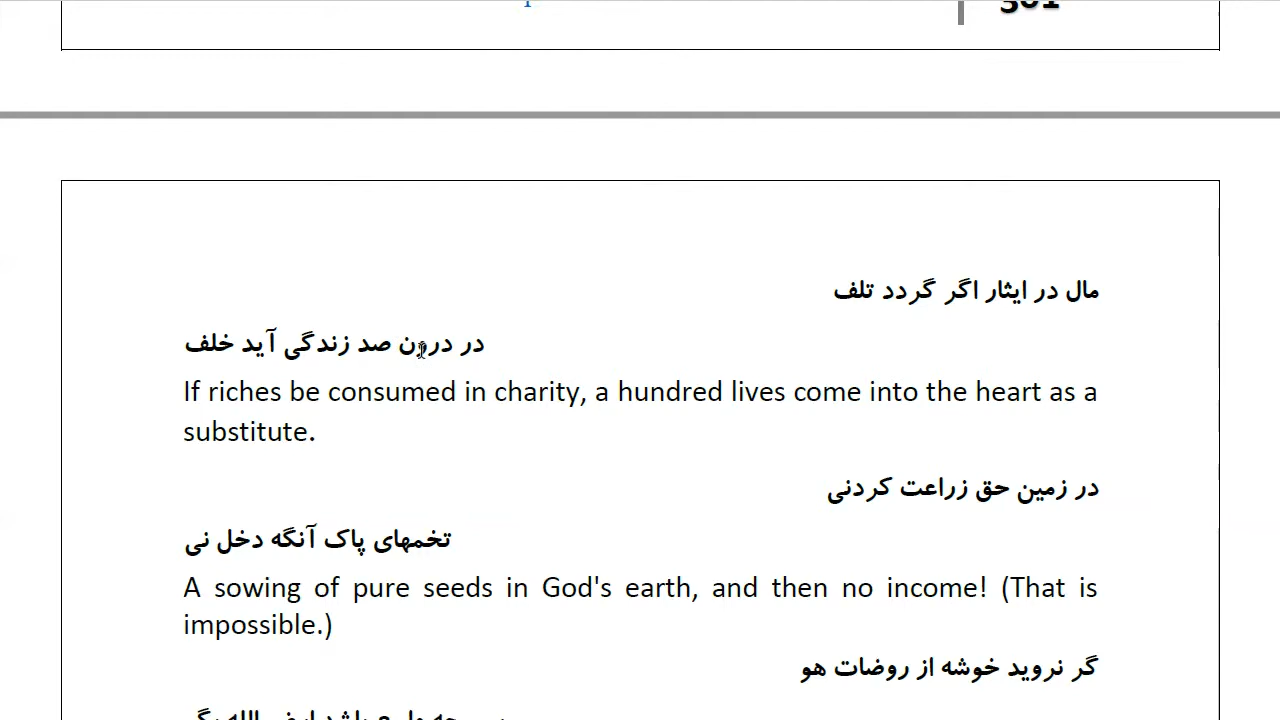 مال در ایثار اگر گردد تلف
در درون صد زندگی آید خلف
If riches be consumed in charity, a hundred lives come into the heart as a
substitute.
در زمین حق زراعت کردنی
تخمهای پاک آنگه دخل نی
A sowing of pure seeds in God's earth, and then no income! (That is
impossible.)
گر نروید خوشه از روضات هو